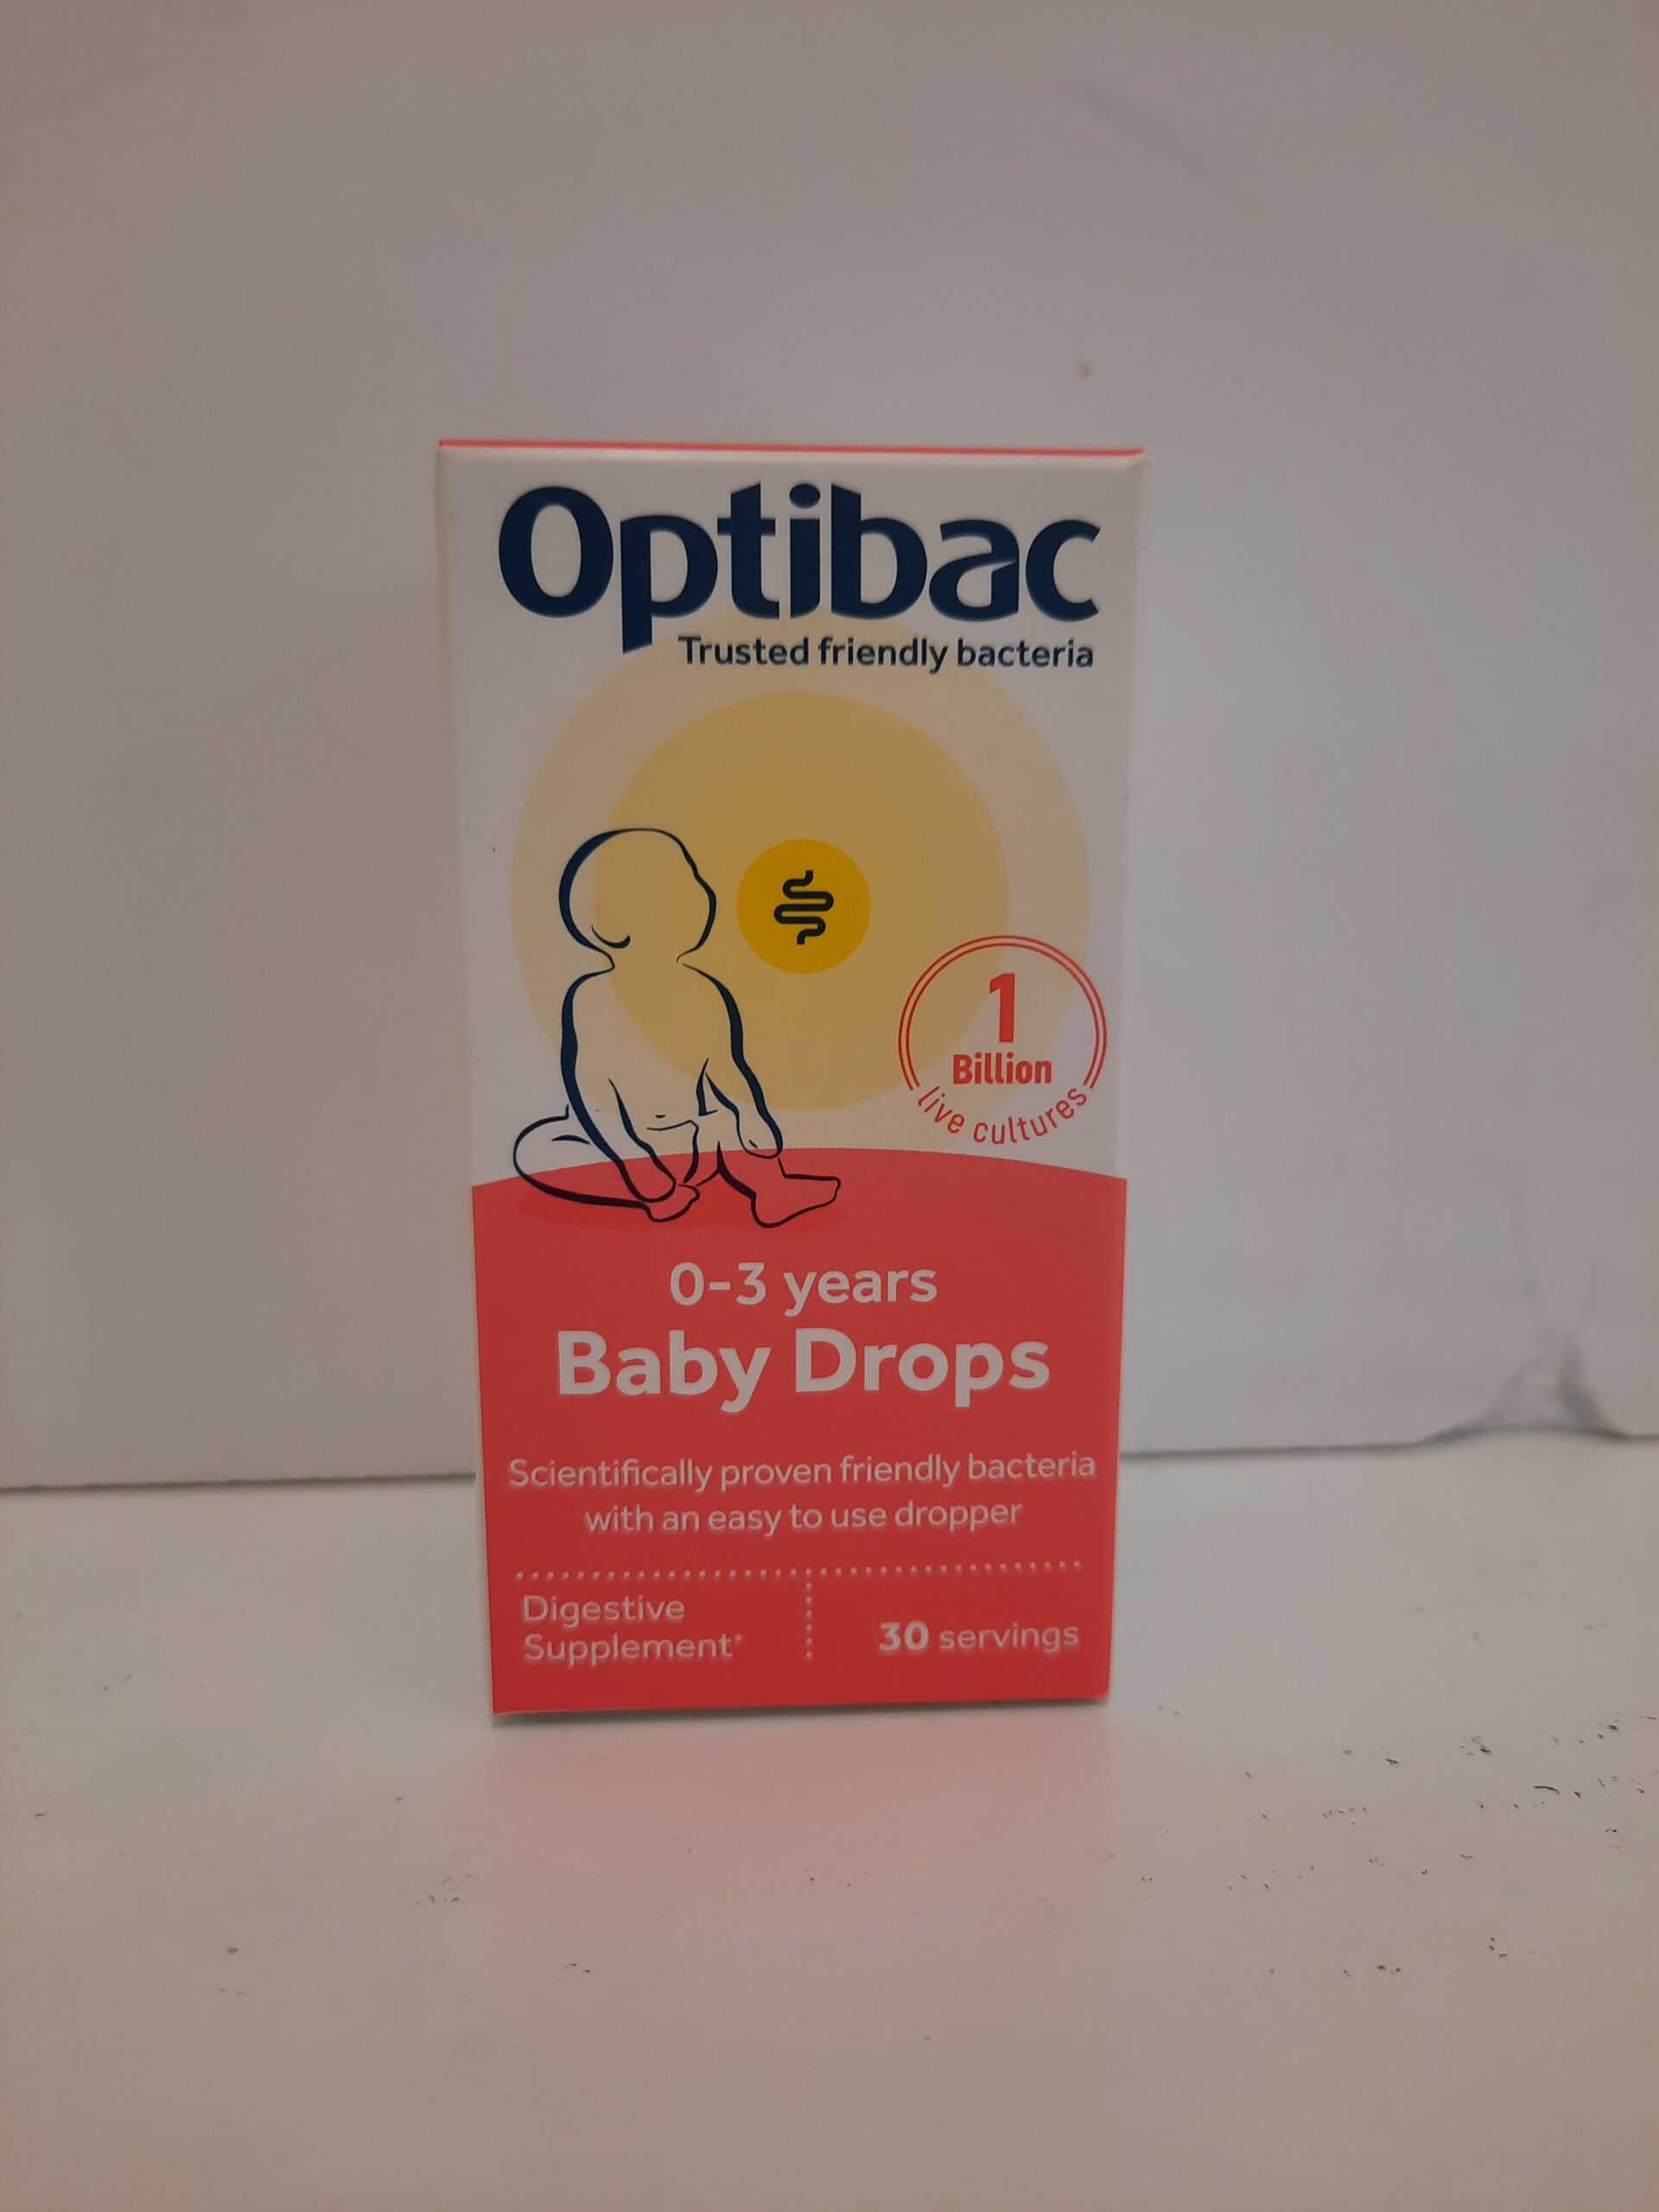 Optibac
Trusted friendly bacteria
1
Billion
live cultures
0-3 years
Baby Drops
Scientifically proven friendly bacteria
with an easy to use dropper
Digestive
Supplement*
30 servings